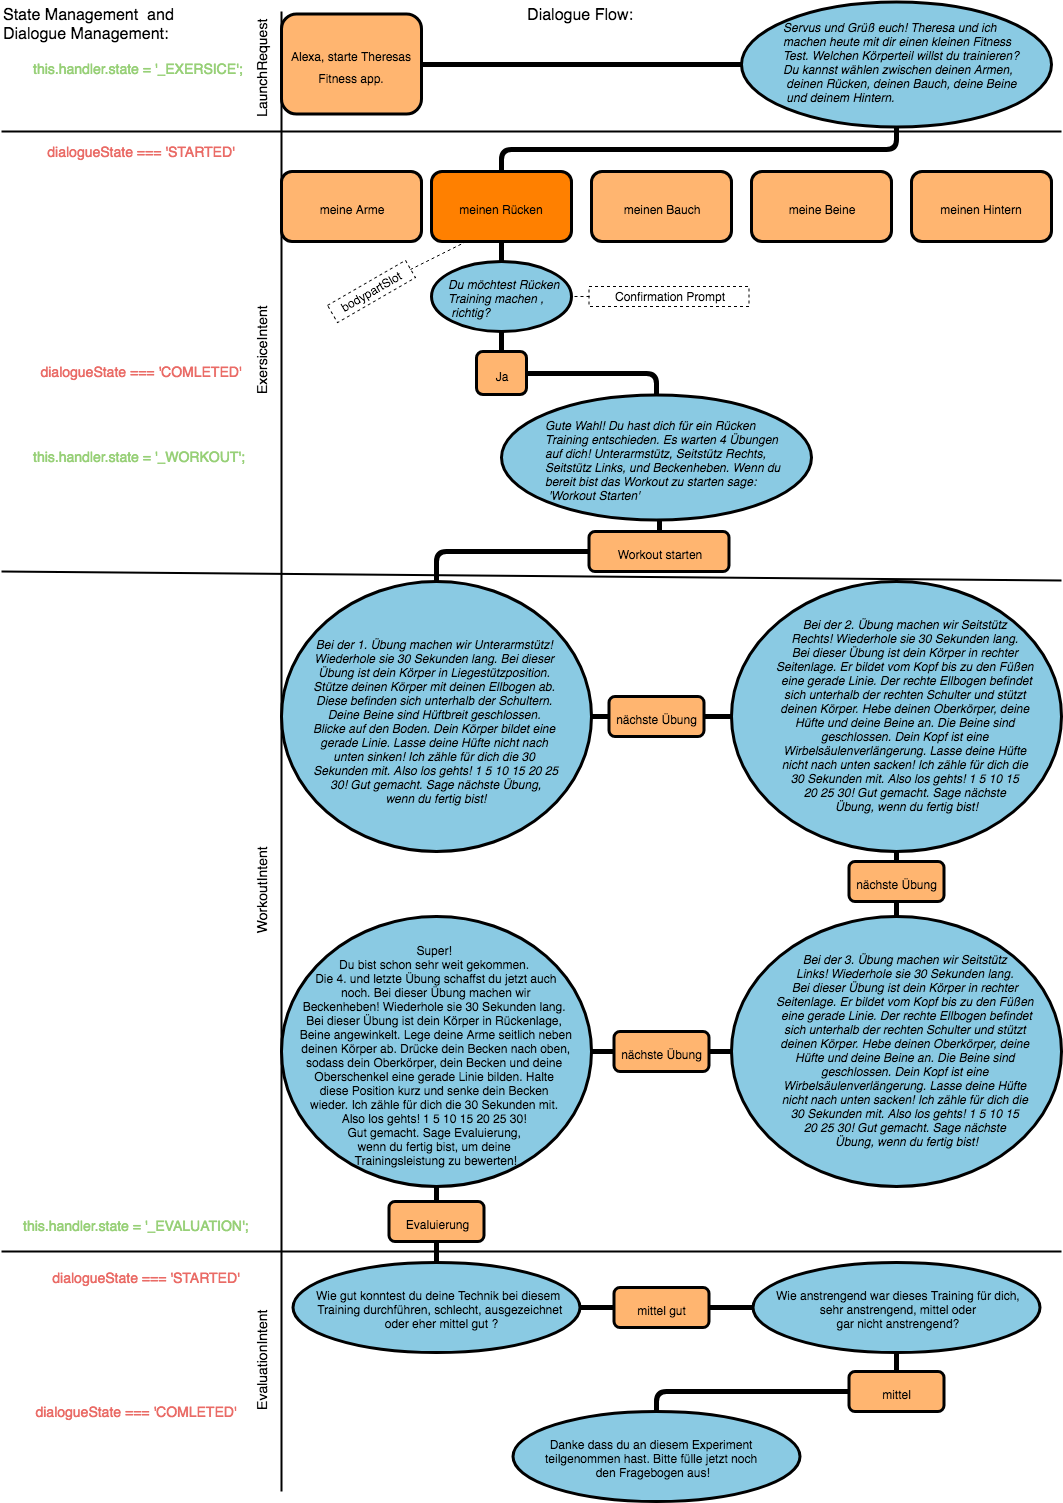 State Management  and
Dialogue Management:
Dialogue Flow:
this.handler.state = '_EXERSICE';
LaunchRequest
Alexa, starte Theresas
Fitness app.
Servus und Grüß euch! Theresa und ich
machen heute mit dir einen kleinen Fitness
Test. Welchen Körperteil willst du trainieren?
Du kannst wählen zwischen deinen Armen,
deinen Rücken, deinen Bauch, deine Beine
und deinem Hintern.
dialogueState === 'STARTED'
meine Arme
meinen Rücken
meinen Bauch
meine Beine
meinen Hintern
bodypartSlot
Du möchtest Rücken
Training machen ,
richtig?
Confirmation Prompt
ExersiceIntent
dialogueState === 'COMLETED'
Ja
this.handler.state = '_WORKOUT';
Gute Wahl! Du hast dich für ein Rücken
Training entschieden. Es warten 4 Übungen
auf dich! Unterarmstütz, Seitstütz Rechts,
Seitstütz Links, und Beckenheben. Wenn du
bereit bist das Workout zu starten sage:
'Workout Starten'
Workout starten
WorkoutIntent
Bei der 1. Übung machen wir Unterarmstütz!
Wiederhole sie 30 Sekunden lang. Bei dieser
Übung ist dein Körper in Liegestützposition.
Stütze deinen Körper mit deinen Ellbogen ab.
Diese befinden sich unterhalb der Schultern.
Deine Beine sind Hüftbreit geschlossen.
Blicke auf den Boden. Dein Körper bildet eine
gerade Linie. Lasse deine Hüfte nicht nach
unten sinken! Ich zähle für dich die 30
Sekunden mit. Also los gehts! 1 5 10 15 20 25
30! Gut gemacht. Sage nächste Übung,
wenn du fertig bist!
nächste Übung
Bei der 2. Übung machen wir Seitstütz
Rechts! Wiederhole sie 30 Sekunden lang.
Bei dieser Übung ist dein Körper in rechter
Seitenlage. Er bildet vom Kopf bis zu den Füßen
eine gerade Linie. Der rechte Ellbogen befindet
sich unterhalb der rechten Schulter und stützt
deinen Körper. Hebe deinen Oberkörper, deine
Hüfte und deine Beine an. Die Beine sind
geschlossen. Dein Kopf ist eine
Wirbelsäulenverlängerung. Lasse deine Hüfte
nicht nach unten sacken! Ich zähle für dich die
30 Sekunden mit. Also los gehts! 1 5 10 15
20 25 30! Gut gemacht. Sage nächste
Übung, wenn du fertig bist!
nächste Übung
Bei der 3. Übung machen wir Seitstütz
Links! Wiederhole sie 30 Sekunden lang.
Bei dieser Übung ist dein Körper in rechter
Seitenlage. Er bildet vom Kopf bis zu den Füßen
eine gerade Linie. Der rechte Ellbogen befindet
sich unterhalb der rechten Schulter und stützt
deinen Körper. Hebe deinen Oberkörper, deine
Hüfte und deine Beine an. Die Beine sind
geschlossen. Dein Kopf ist eine
Wirbelsäulenverlängerung. Lasse deine Hüfte
nicht nach unten sacken! Ich zähle für dich die
30 Sekunden mit. Also los gehts! 1 5 10 15
20 25 30! Gut gemacht. Sage nächste
Übung, wenn du fertig bist!
nächste Übung
Super!
Du bist schon sehr weit gekommen.
Die 4. und letzte Übung schaffst du jetzt auch
noch. Bei dieser Übung machen wir
Beckenheben! Wiederhole sie 30 Sekunden lang.
Bei dieser Übung ist dein Körper in Rückenlage,
Beine angewinkelt. Lege deine Arme seitlich neben
deinen Körper ab. Drücke dein Becken nach oben,
sodass dein Oberkörper, dein Becken und deine
Oberschenkel eine gerade Linie bilden. Halte
diese Position kurz und senke dein Becken
wieder. Ich zähle für dich die 30 Sekunden mit.
Also los gehts! 1 5 10 15 20 25 30!
Gut gemacht. Sage Evaluierung,
wenn du fertig bist, um deine
Trainingsleistung zu bewerten!
this.handler.state = '_EVALUATION';
Evaluierung
dialogueState === 'STARTED'
EvaluationIntent
Wie gut konntest du deine Technik bei diesem
Training durchführen, schlecht, ausgezeichnet
oder eher mittel gut ?
mittel gut
Wie anstrengend war dieses Training für dich,
sehr anstrengend, mittel oder
gar nicht anstrengend?
mittel
dialogueState === 'COMLETED'
Danke dass du an diesem Experiment
teilgenommen hast. Bitte fülle jetzt noch
den Fragebogen aus!